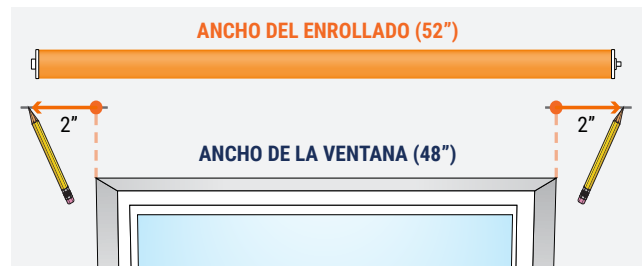 ANCHO DEL ENROLLADO (52”)
2”
2”
ANCHO DE LA VENTANA (48”)